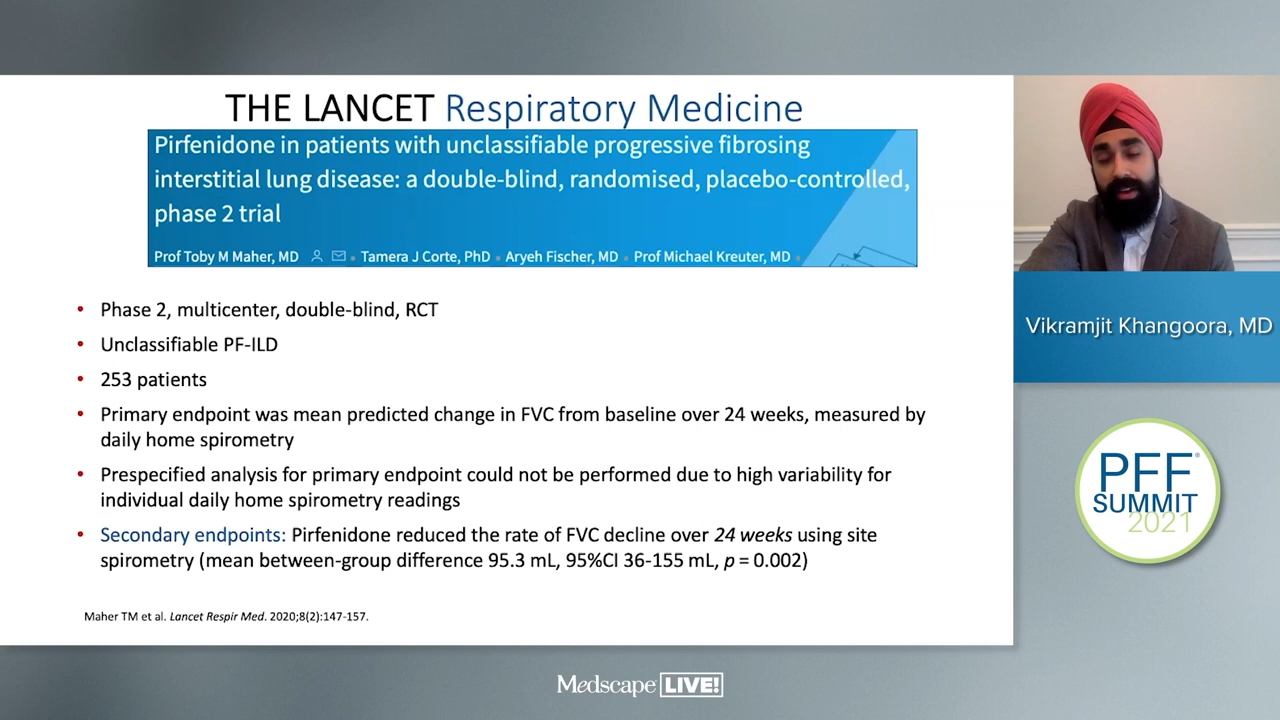 THE LANCET Respiratory Medicine
Pirfenidone in patients with unclassifiable progressive fibrosing
interstitial lung disease: a double-blind, randomised, placebo-controlled,
phase 2 trial
Prof Toby M Maher, MD • Tamera J Corte, PhD • Aryeh Fischer, MD • Prof Michael Kreuter, MD •
• Phase 2, multicenter, double-blind, RCT
• Unclassifiable PF-ILD
• 253 patients
• Primary endpoint was mean predicted change in FVC from baseline over 24 weeks, measured by
daily home spirometry
• Prespecified analysis for primary endpoint could not be performed due to high variability for
individual daily home spirometry readings
• Secondary endpoints: Pirfenidone reduced the rate of FVC decline over 24 weeks using site
spirometry (mean between-group difference 95.3 mL, 95%CI 36-155 mL, p = 0.002)
Maher TM et al. Lancet Respir Med. 2020;8(2):147-157.
Vikramjit Khangoora, MD
PFF®
SUMMIT
2021
Medscape LIVE!